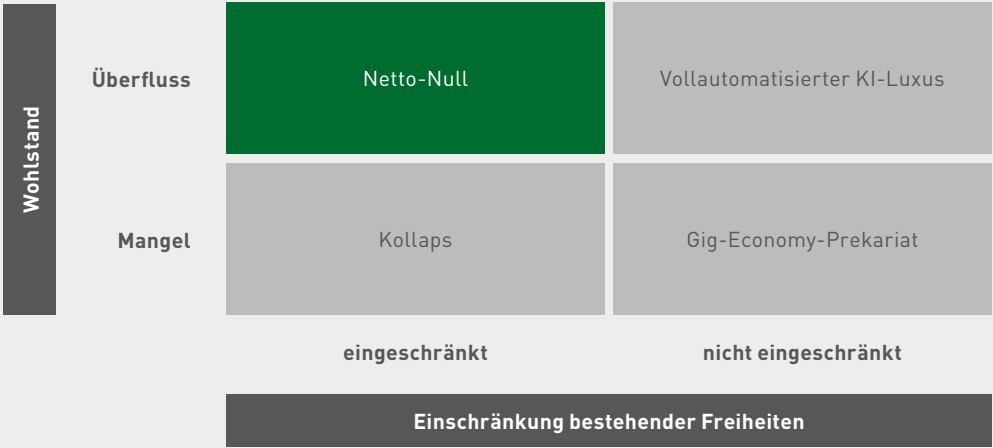 Wohlstand
Überfluss
Netto-Null
Vollautomatisierter KI-Luxus
Mangel
Kollaps
Gig-Economy-Prekariat
eingeschränkt
nicht eingeschränkt
Einschränkung bestehender Freiheiten